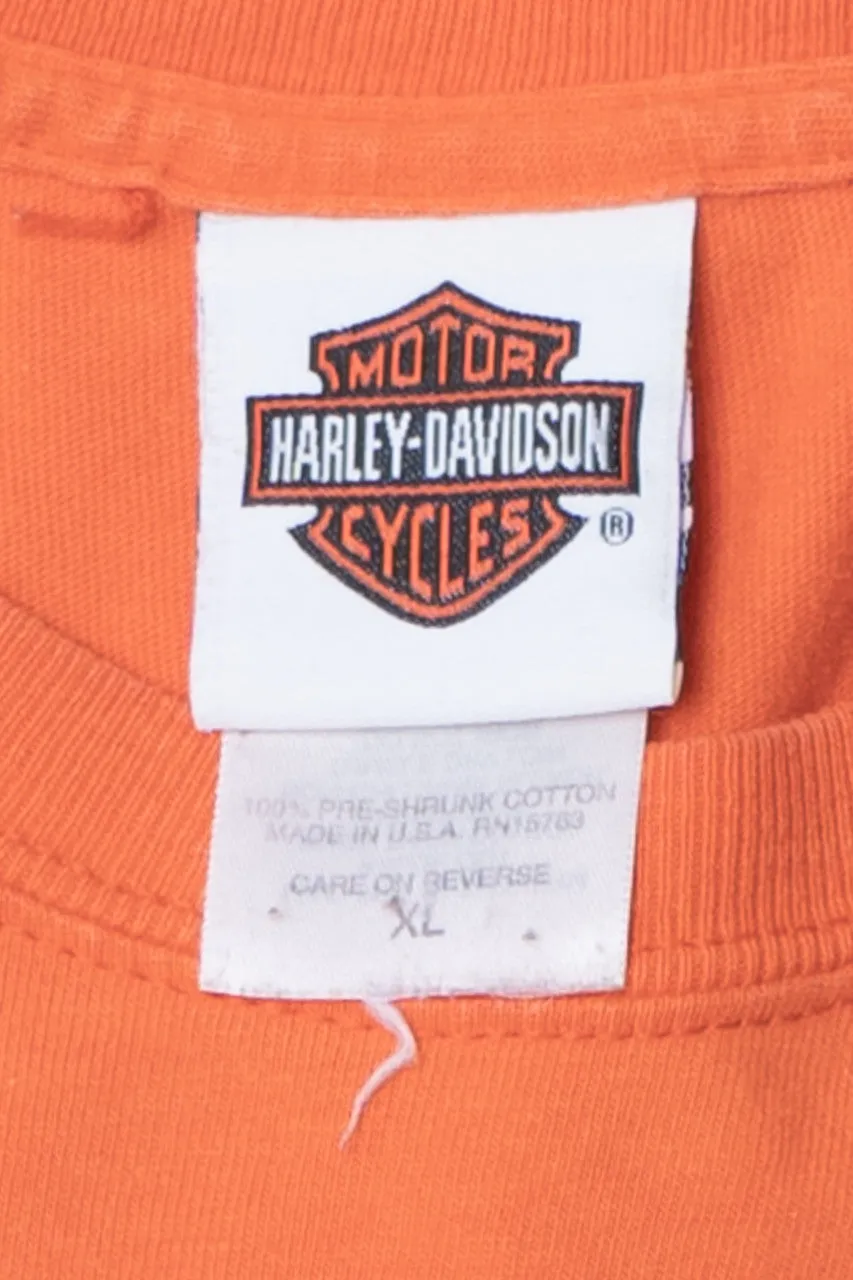 MOTOR
HARLEY-DAVIDSON
CYCLES
®
100% PRE-SHRUNK COTTON
MADE IN U.S.A. RN15763
CARE ON REVERSE
XL